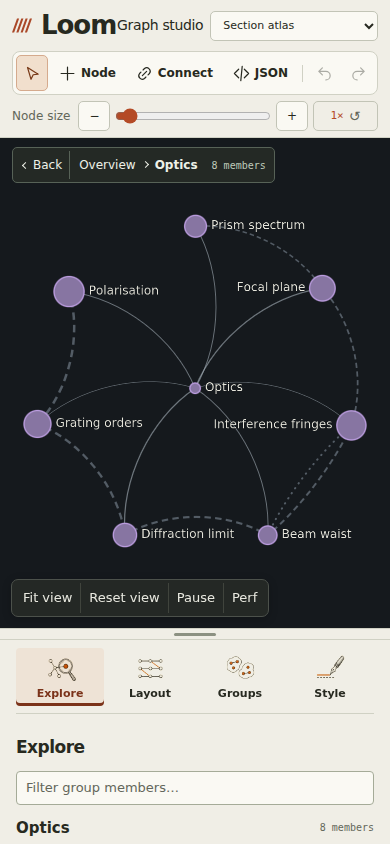 Loom Graph studio Section atlas
Node Connect JSON
Node size − + 1× ↺
Back Overview › Optics 8 members
Prism spectrum
Focal plane
Polarisation
Optics
Grating orders
Interference fringes
Diffraction limit
Beam waist
Fit view Reset view Pause Perf
Explore Layout Groups Style
Explore
Filter group members...
Optics 8 members